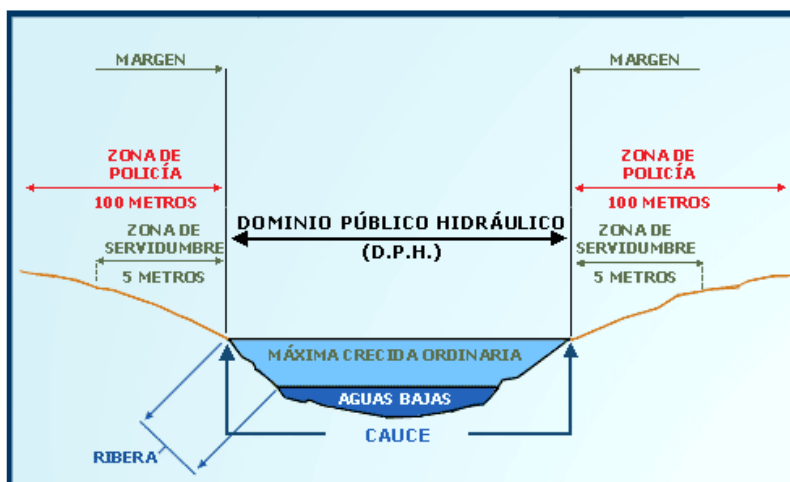 MARGEN
MARGEN
ZONA DE
POLICÍA
100 METROS
ZONA DE
POLICÍA
100 METROS
DOMINIO PÚBLICO HIDRÁULICO
(D.P.H.)
ZONA DE
SERVIDUMBRE
5 METROS
ZONA DE
SERVIDUMBRE
5 METROS
MÁXIMA CRECIDA ORDINARIA
AGUAS BAJAS
CAUCE
RIBERA